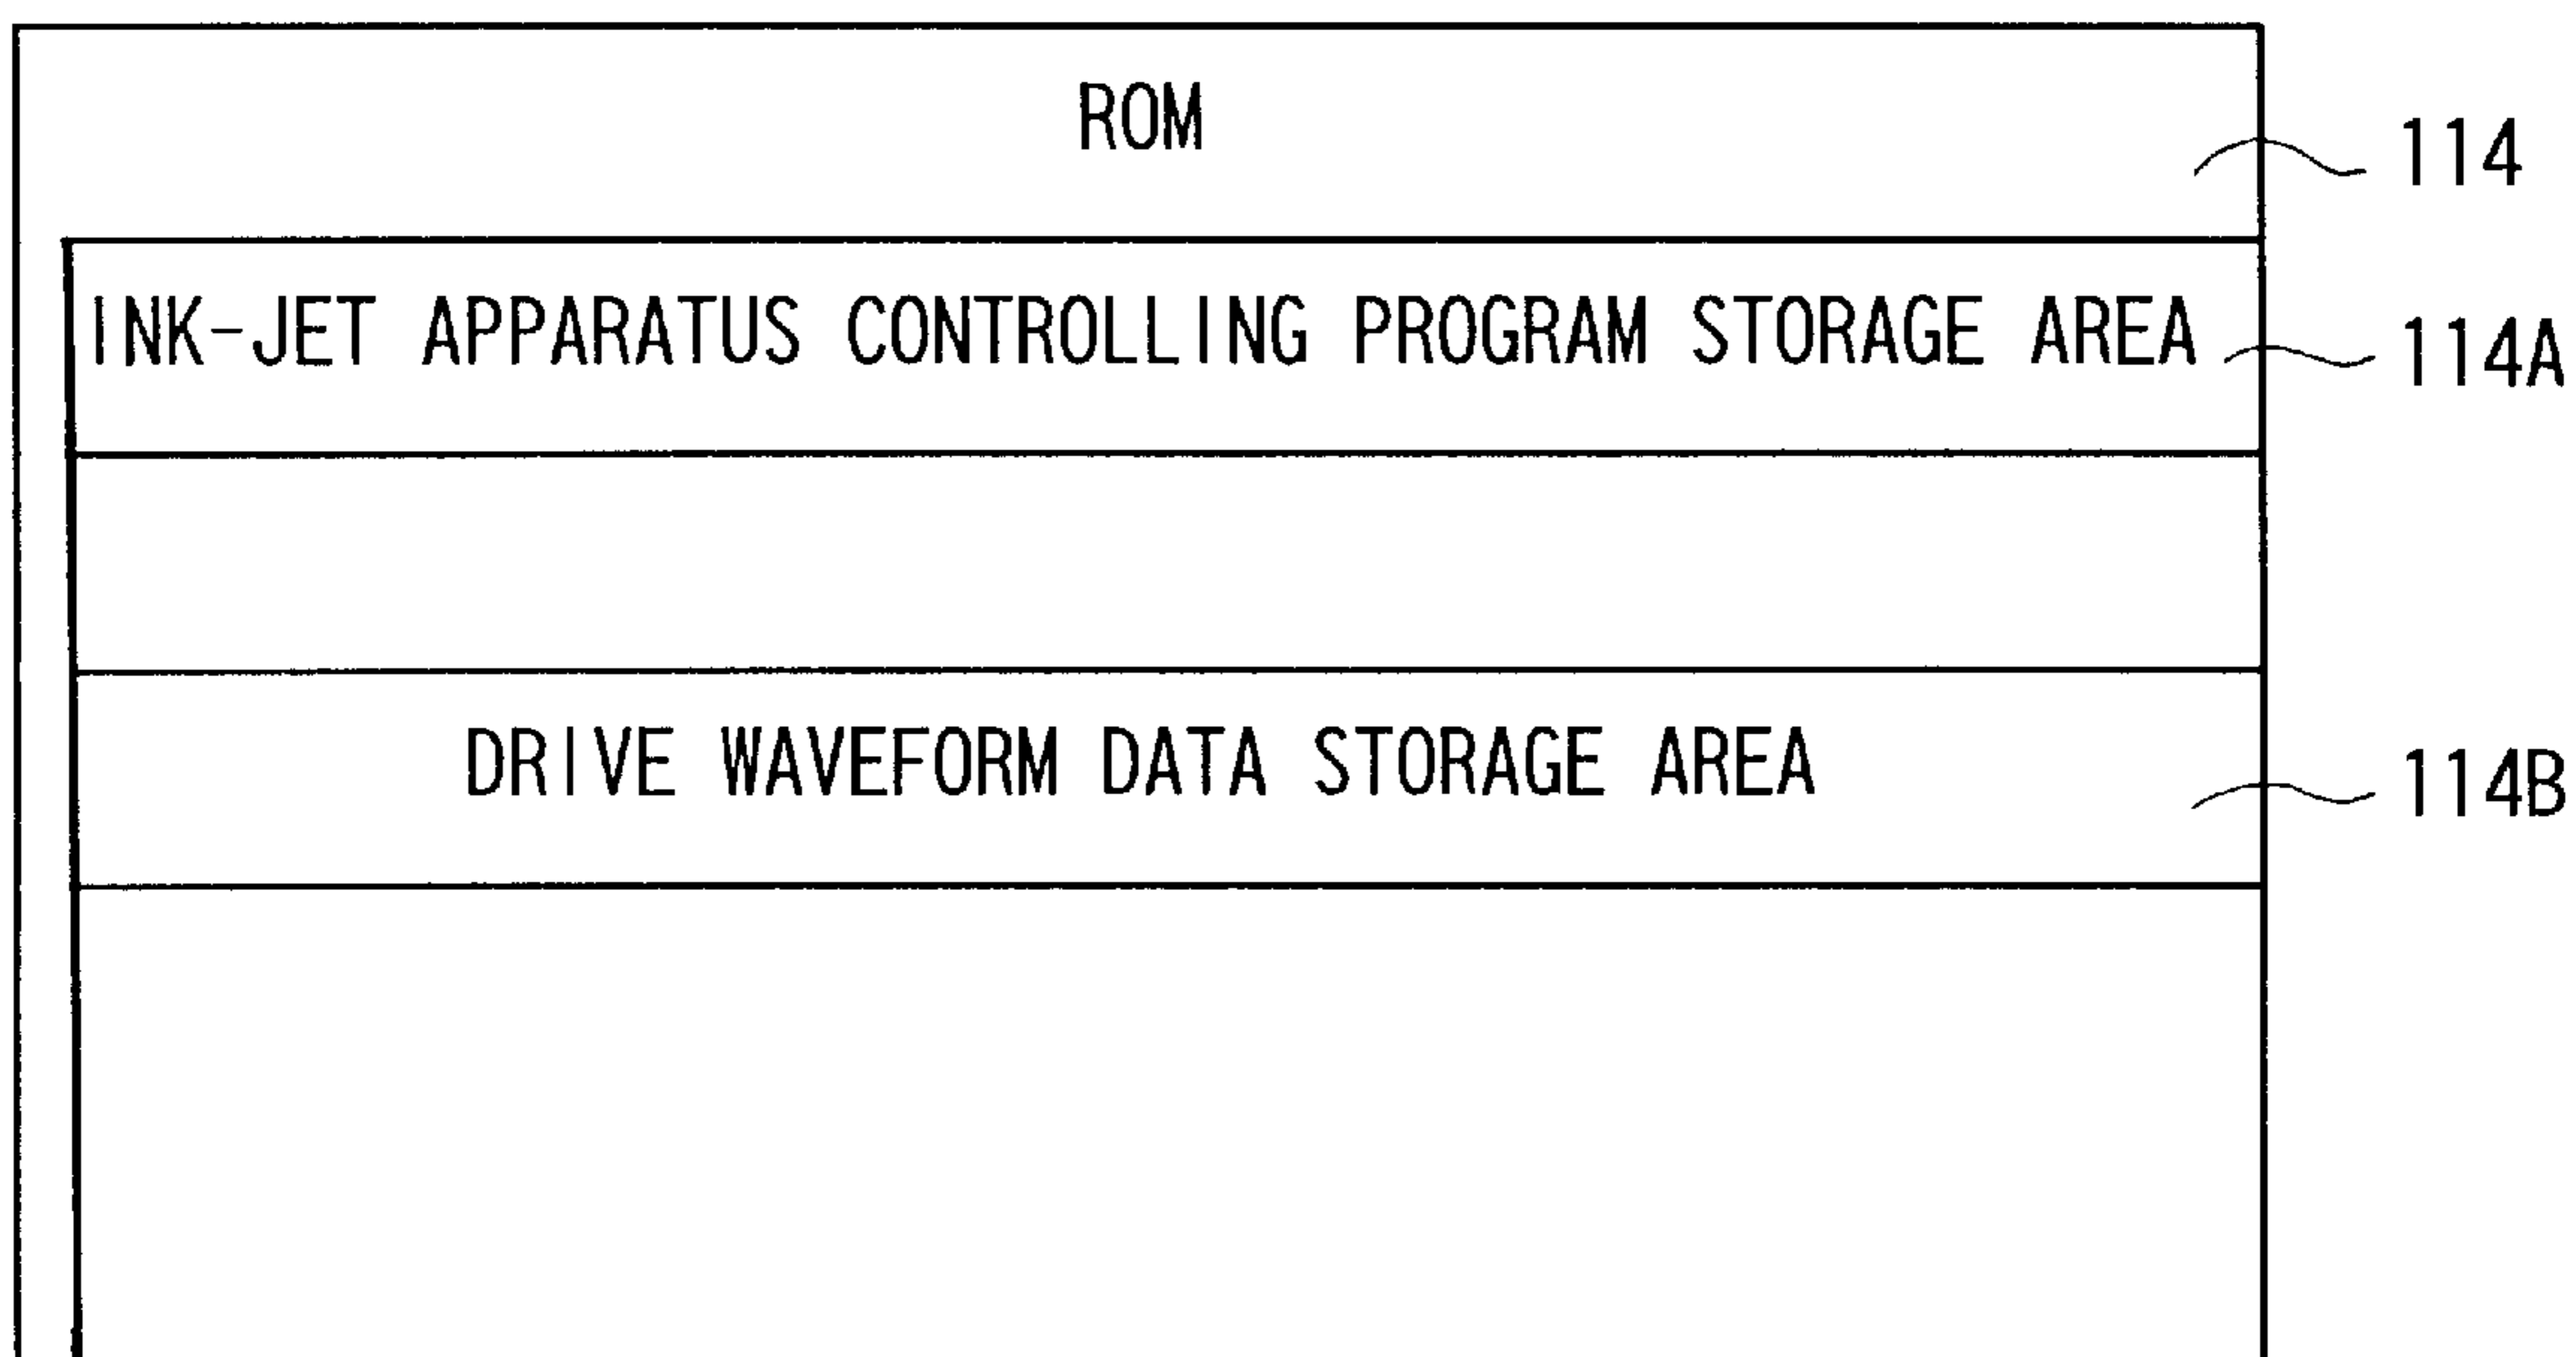 ROM
114
INK-JET APPARATUS CONTROLLING PROGRAM STORAGE AREA
114A
DRIVE WAVEFORM DATA STORAGE AREA
114B